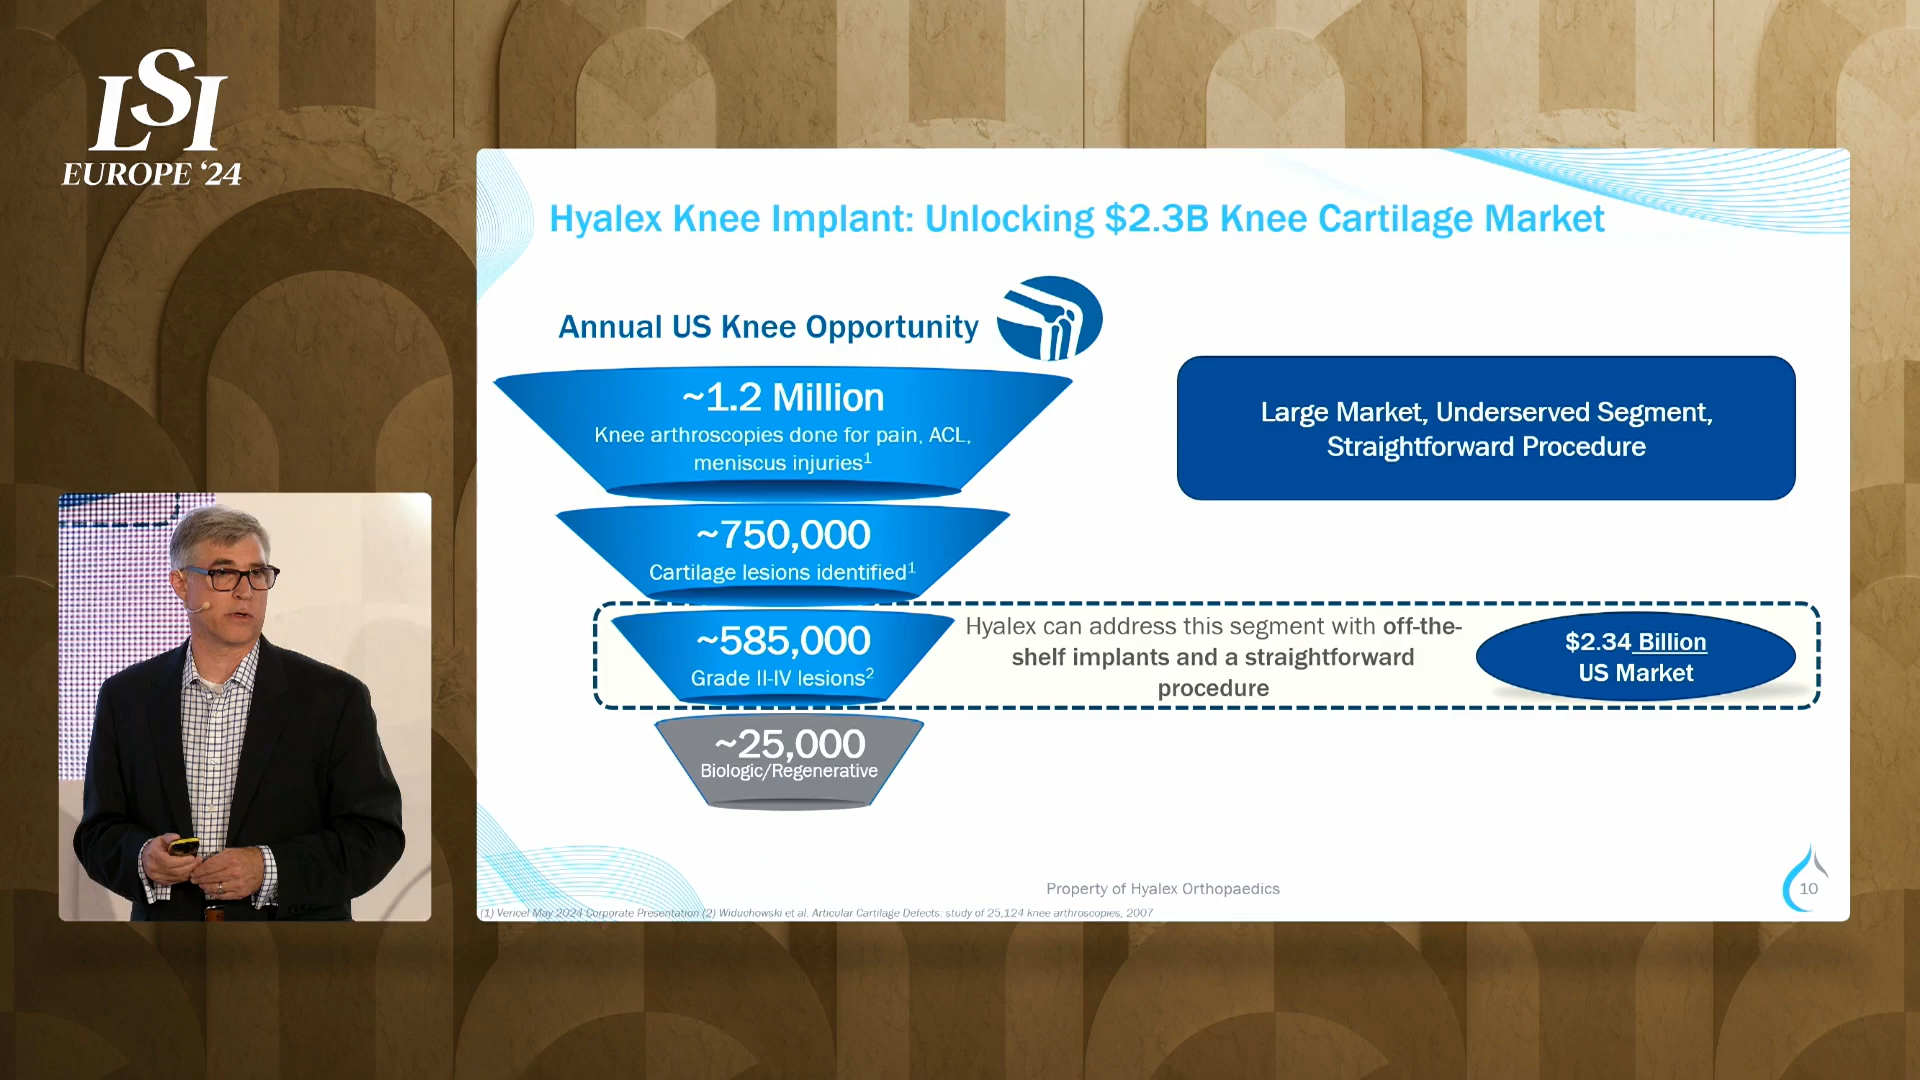 LSI
EUROPE ‘24
Hyalex Knee Implant: Unlocking $2.3B Knee Cartilage Market
Annual US Knee Opportunity
~1.2 Million
Knee arthroscopies done for pain, ACL,
meniscus injuries¹
Large Market, Underserved Segment,
Straightforward Procedure
~750,000
Cartilage lesions identified¹
~585,000
Grade II-IV lesions²
Hyalex can address this segment with off-the-
shelf implants and a straightforward
procedure
$2.34 Billion
US Market
~25,000
Biologic/Regenerative
Property of Hyalex Orthopaedics
10
(1) Vericel May 2024 Corporate Presentation (2) Widuchowski et al. Articular Cartilage Defects: study of 25,124 knee arthroscopies, 2007